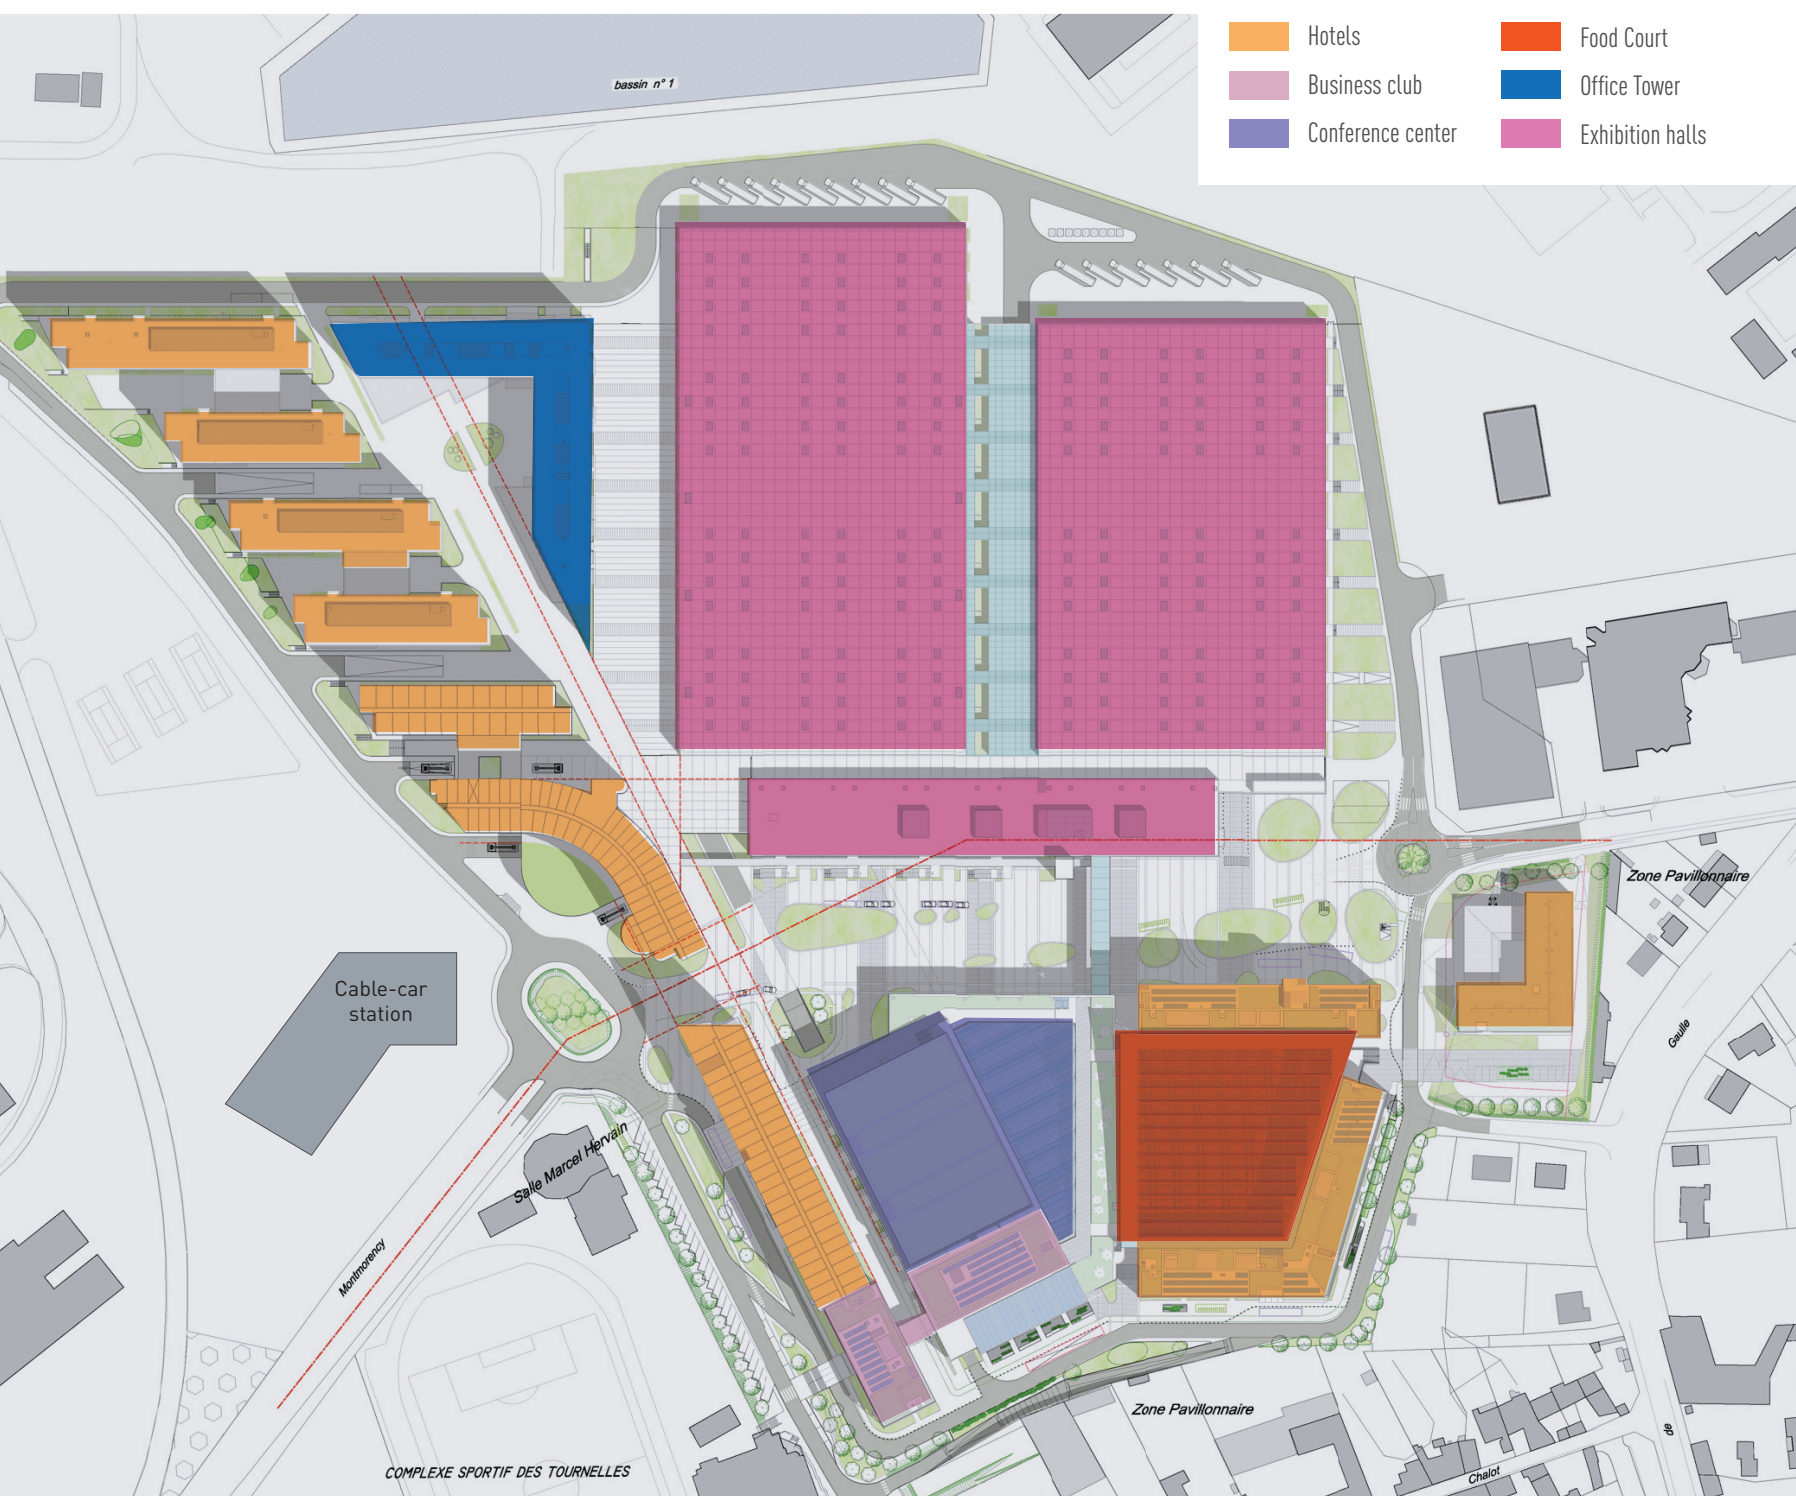 Hotels
Food Court
bassin n° 1
Business club
Office Tower
Conference center
Exhibition halls
Zone Pavillonnaire
Cable-car
station
Gaulle
Salle Marcel Hervain
Montmorency
Zone Pavillonnaire
de
COMPLEXE SPORTIF DES TOURNELLES
Chalot